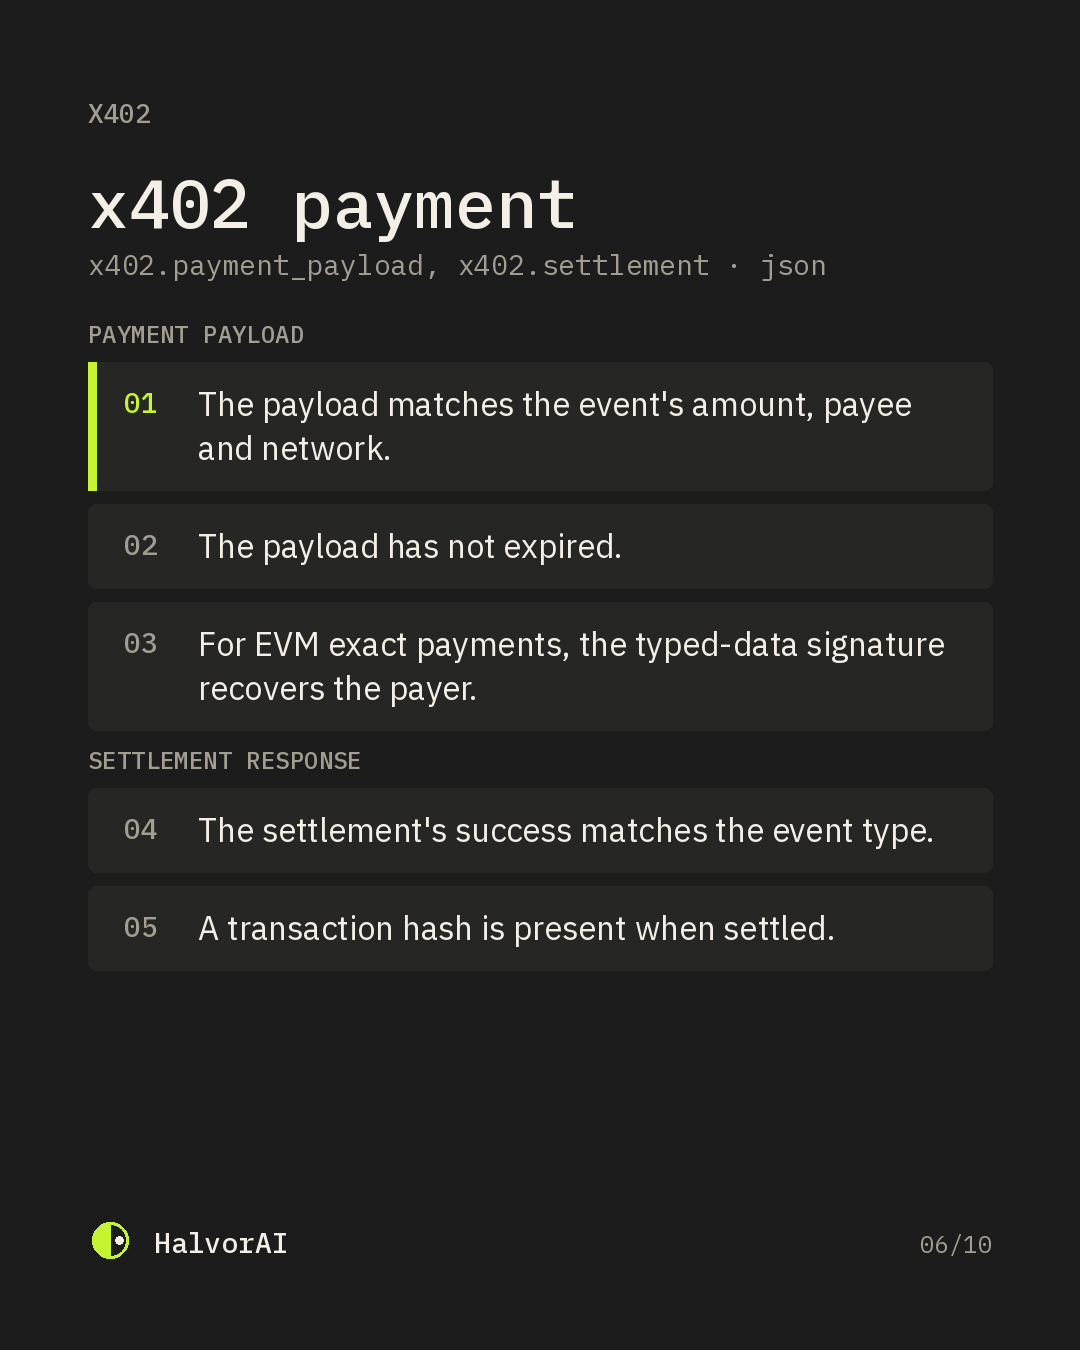 X402
x402 payment
x402.payment_payload, x402.settlement · json
PAYMENT PAYLOAD
01 The payload matches the event's amount, payee
and network.
02 The payload has not expired.
03 For EVM exact payments, the typed-data signature
recovers the payer.
SETTLEMENT RESPONSE
04 The settlement's success matches the event type.
05 A transaction hash is present when settled.
HalvorAI
06/10